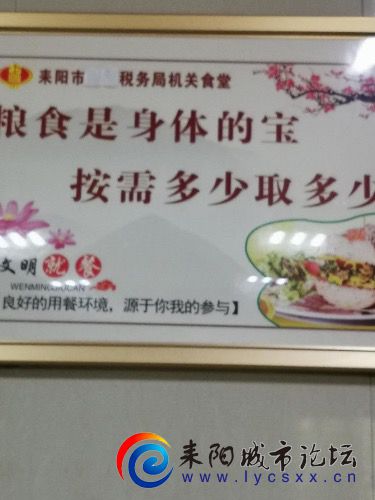 耒阳市 税务局机关食堂
粮食是身体的宝
按需多少取多少
文明就餐
WENMINGJIUCAN
良好的用餐环境，源于你我的参与】
耒阳城市论坛
www.lycsxx.cn